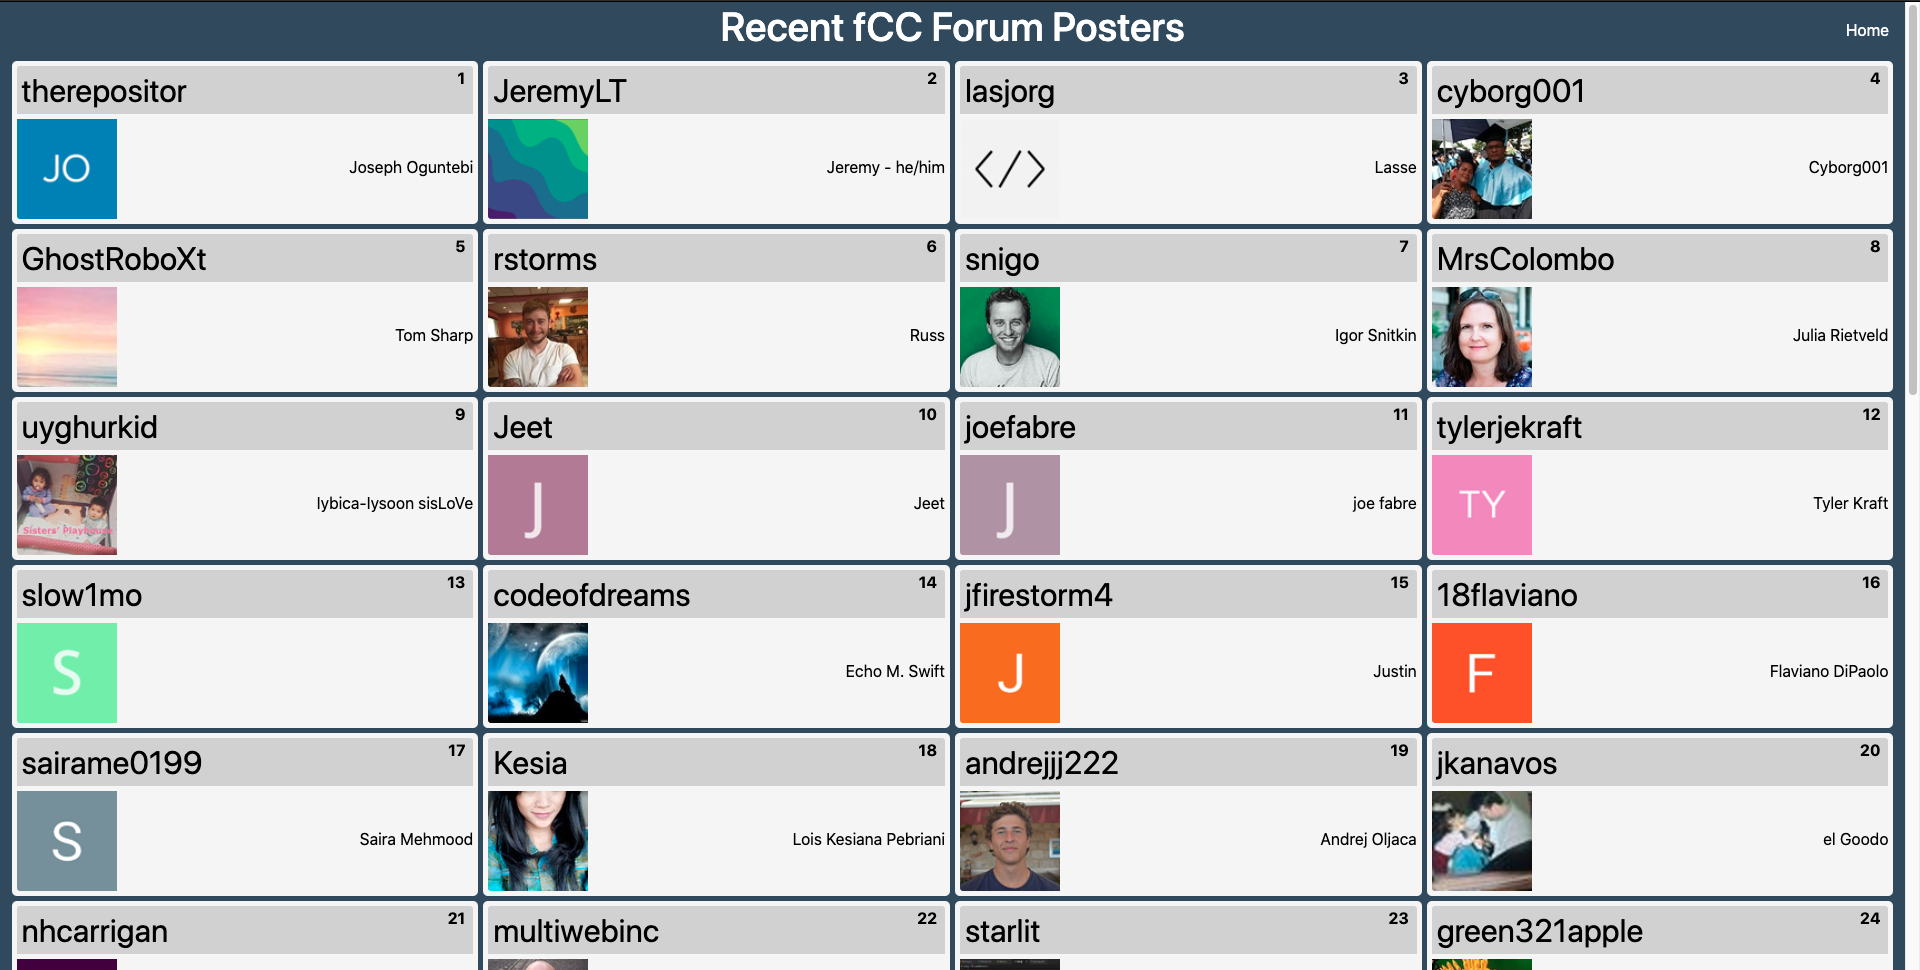 Recent fCC Forum Posters
Home
therepositor 1
JO
Joseph Oguntebi
JeremyLT 2
Jeremy - he/him
lasjorg 3
</>
Lasse
cyborg001 4
Cyborg001
GhostRoboXt 5
Tom Sharp
rstorms 6
Russ
snigo 7
Igor Snitkin
MrsColombo 8
Julia Rietveld
uyghurkid 9
Sisters' Playhouse
lybica-lysoon sisLoVe
Jeet 10
J
Jeet
joefabre 11
J
joe fabre
tylerjekraft 12
TY
Tyler Kraft
slow1mo 13
S
codeofdreams 14
Echo M. Swift
jfirestorm4 15
J
Justin
18flaviano 16
F
Flaviano DiPaolo
sairame0199 17
S
Saira Mehmood
Kesia 18
Lois Kesiana Pebriani
andrejjj222 19
Andrej Oljaca
jkanavos 20
el Goodo
nhcarrigan 21
multiwebinc 22
starlit 23
green321apple 24